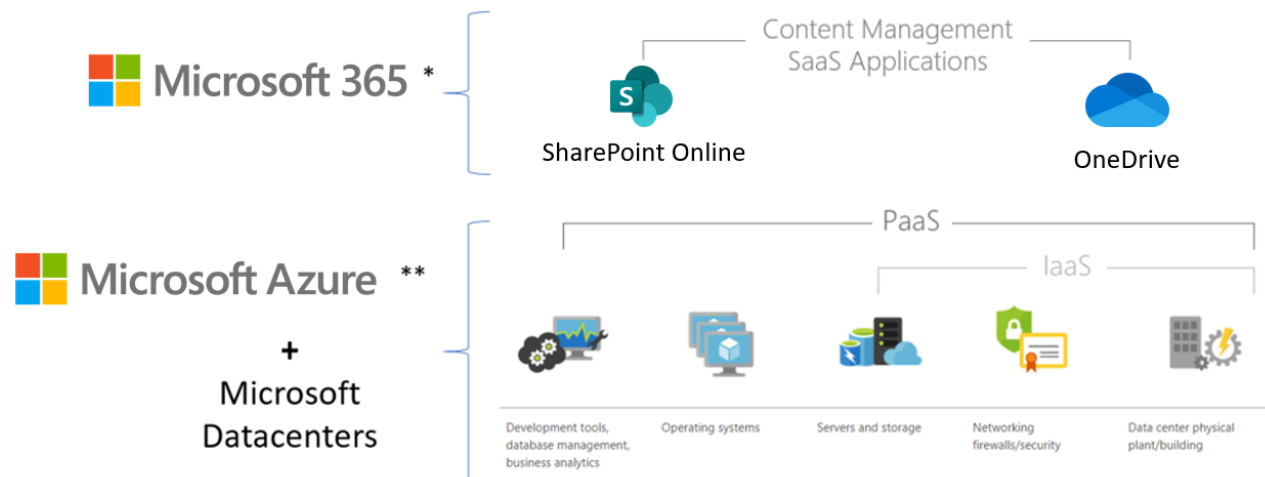 Content Management
SaaS Applications
Microsoft 365 *
S
SharePoint Online
OneDrive
PaaS
IaaS
Microsoft Azure **
+
Microsoft
Datacenters
Development tools,
database management,
business analytics
Operating systems
Servers and storage
Networking
firewalls/security
Data center physical
plant/building